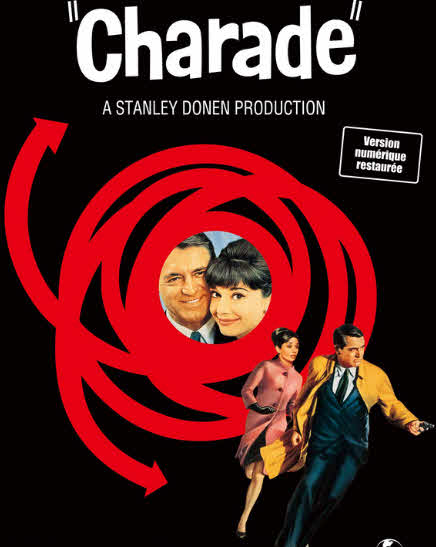 "Charade"
A STANLEY DONEN PRODUCTION
Version
numérique
restaurée